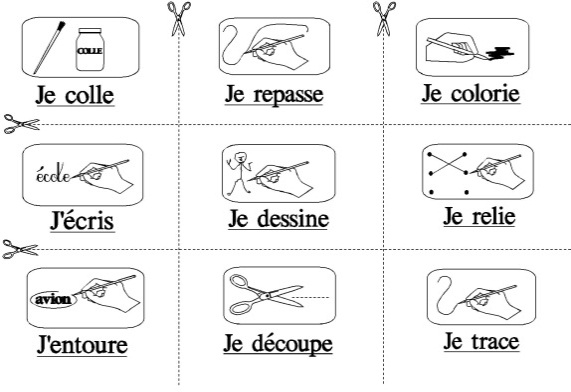 COLLE
Je colle
Je repasse
Je colorie
école
J'écris
Je dessine
Je relie
avion
J'entoure
Je découpe
Je trace